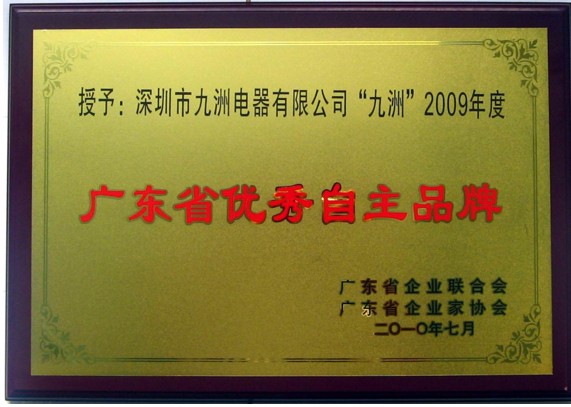 授予：深圳市九洲电器有限公司“九洲”2009年度
广东省优秀自主品牌
广东省企业联合会
广东省企业家协会
二〇一〇年七月